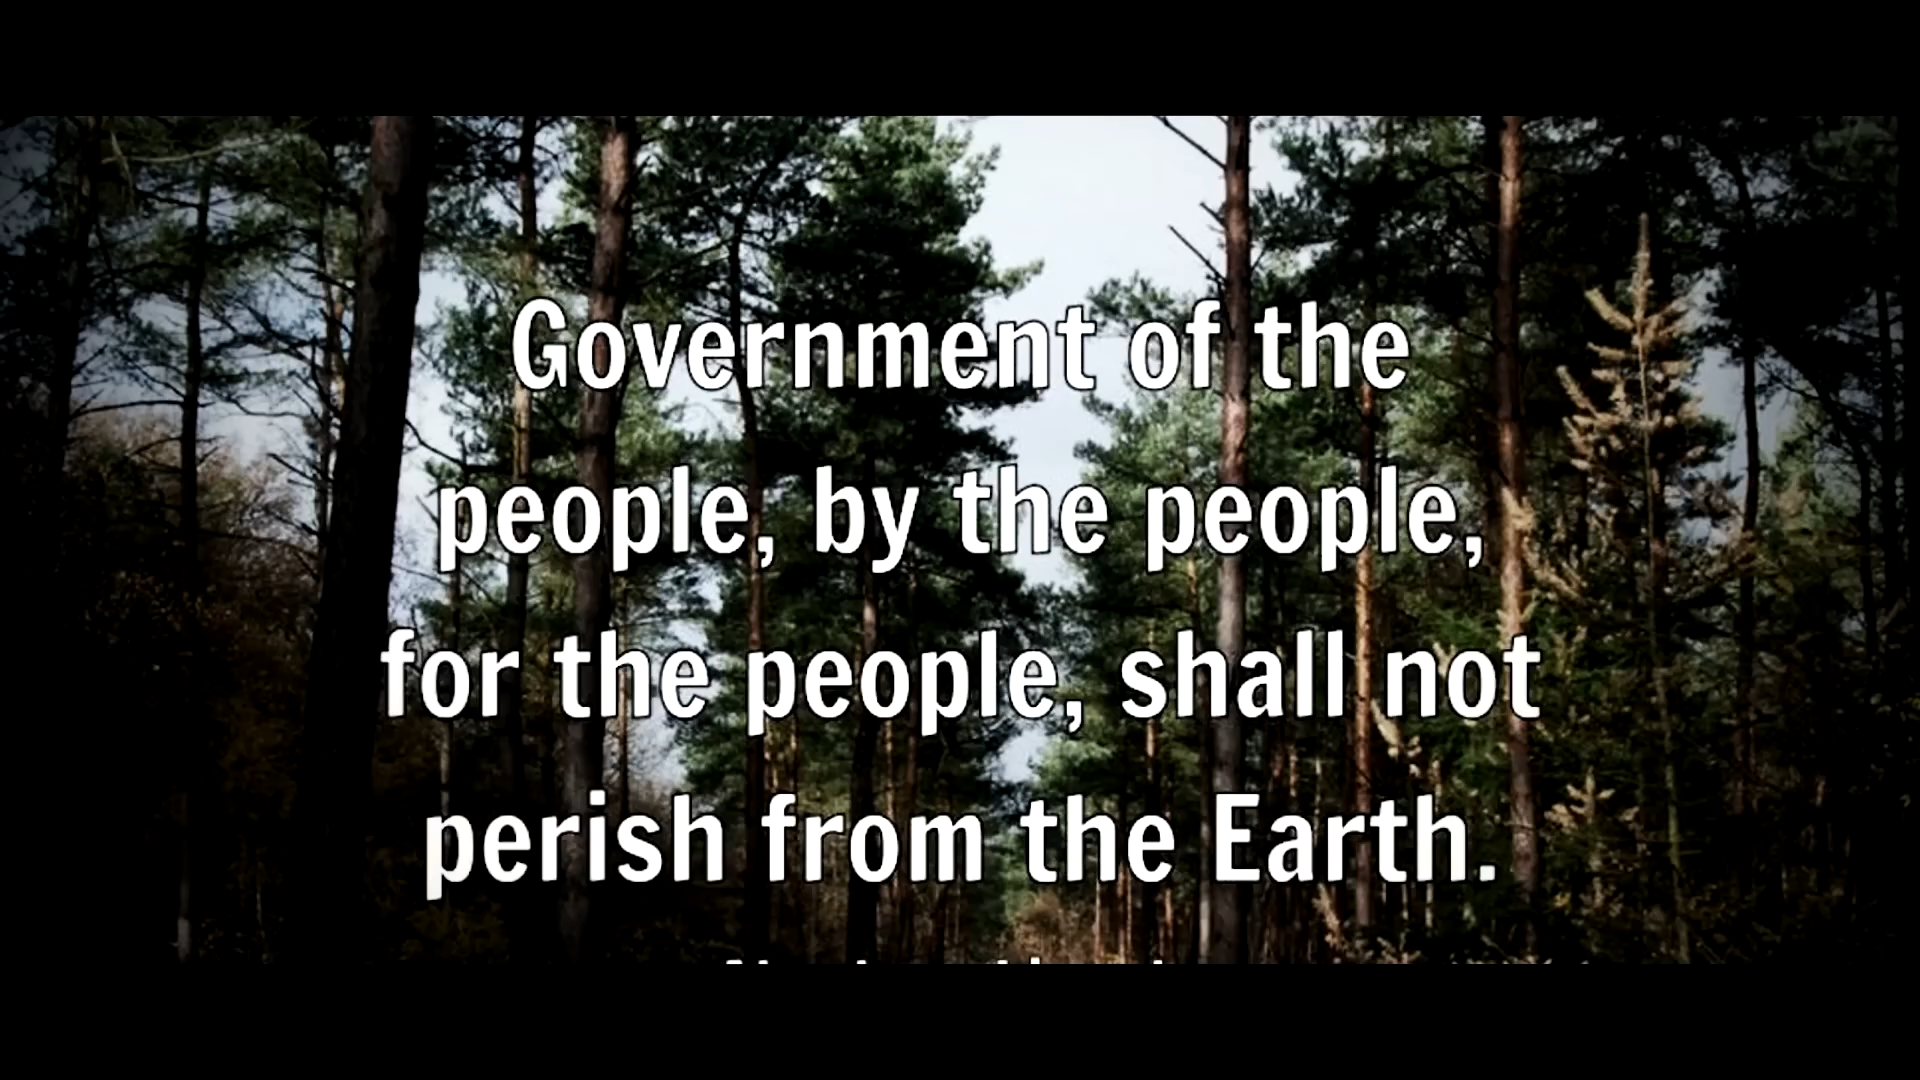 Government of the
people, by the people,
for the people, shall not
perish from the Earth.